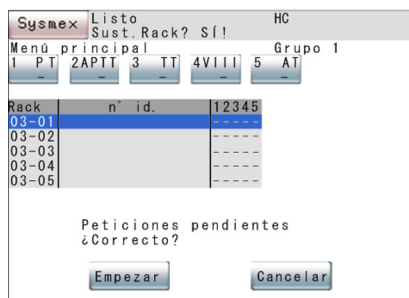 Sysmex Listo HC
Sust.Rack? SÍ!
Menú principal Grupo 1
1 PT 2APTT 3 TT 4VIII 5 AT
- - - - -
Rack n° id. 12345
03-01 -----
03-02 -----
03-03 -----
03-04 -----
03-05 -----
Peticiones pendientes
¿Correcto?
Empezar Cancelar